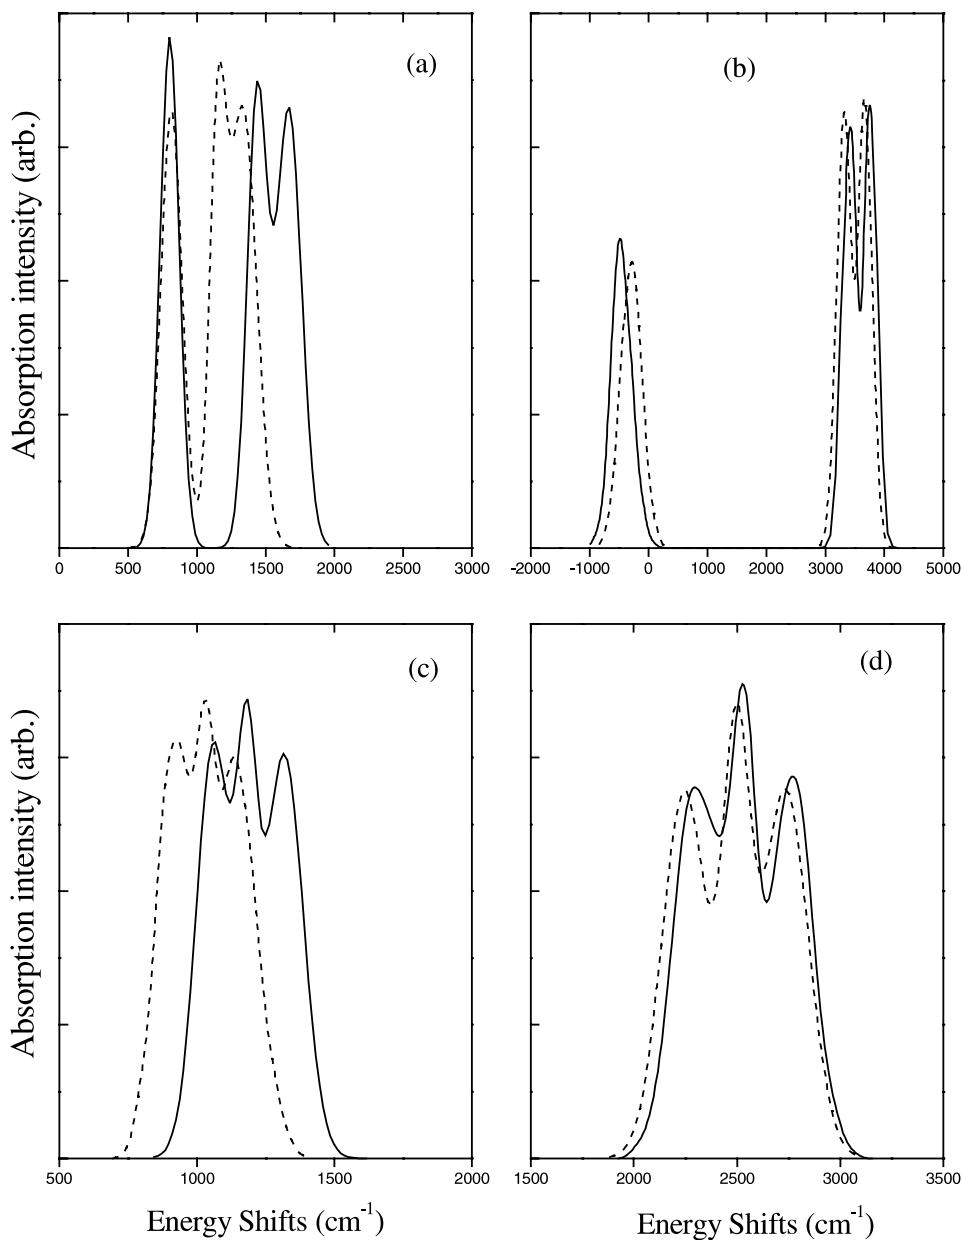 (a)
(b)
Absorption intensity (arb.)
0 500 1000 1500 2000 2500 3000
-2000 -1000 0 1000 2000 3000 4000 5000
(c)
(d)
Absorption intensity (arb.)
500 1000 1500 2000
1500 2000 2500 3000 3500
Energy Shifts (cm⁻¹)
Energy Shifts (cm⁻¹)